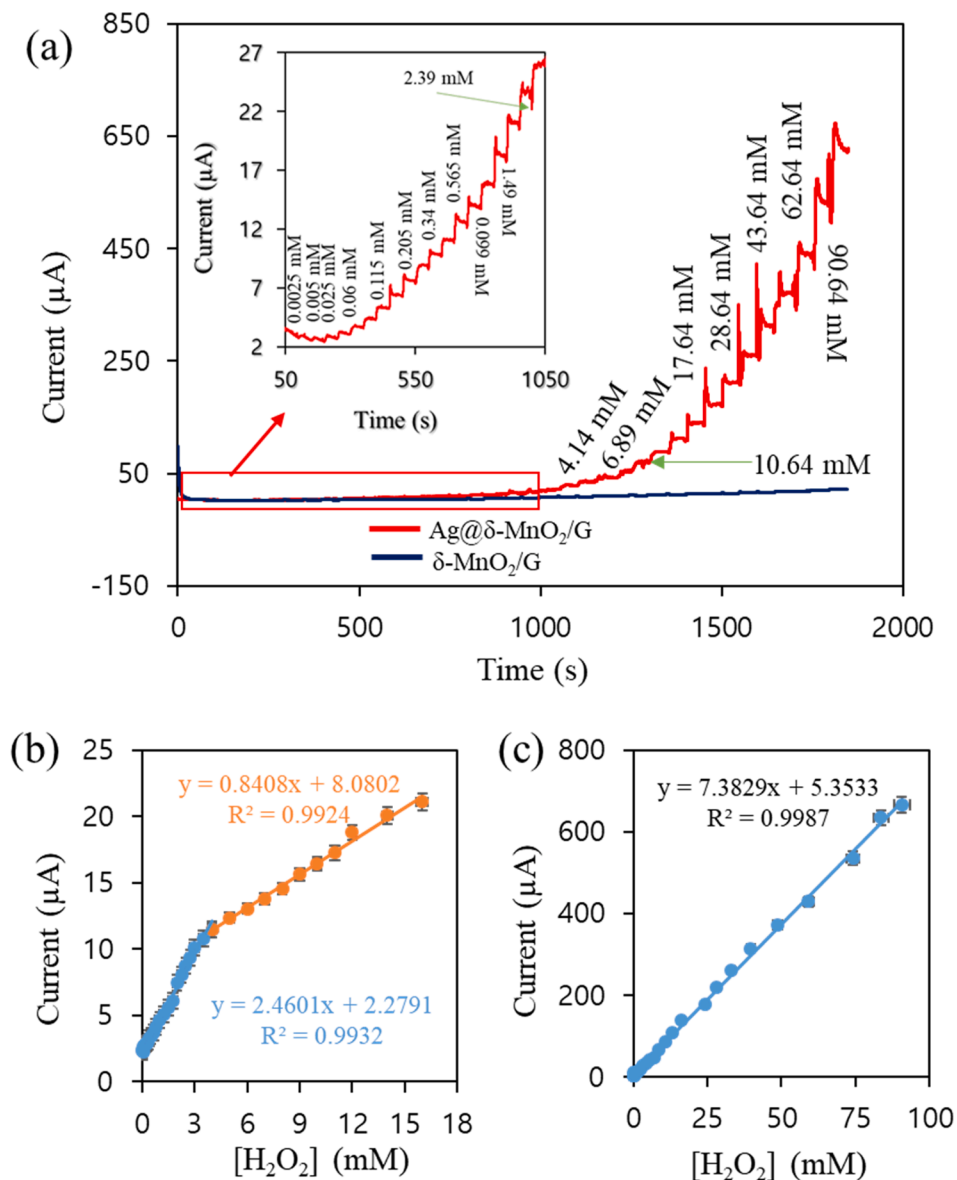 (a)
850
650
450
250
50
-150
Current (µA)
0
500
1000
1500
2000
Time (s)
27
22
17
12
7
2
Current (µA)
50
550
1050
Time (s)
2.39 mM
0.0025 mM
0.005 mM
0.025 mM
0.06 mM
0.115 mM
0.205 mM
0.34 mM
0.565 mM
0.099 mM
1.49 mM
4.14 mM
6.89 mM
10.64 mM
17.64 mM
28.64 mM
43.64 mM
62.64 mM
90.64 mM
Ag@δ-MnO₂/G
δ-MnO₂/G
(b)
25
20
15
10
5
0
Current (µA)
y = 0.8408x + 8.0802
R² = 0.9924
y = 2.4601x + 2.2791
R² = 0.9932
0
3
6
9
12
15
18
[H₂O₂] (mM)
(c)
800
600
400
200
0
Current (µA)
y = 7.3829x + 5.3533
R² = 0.9987
0
25
50
75
100
[H₂O₂] (mM)